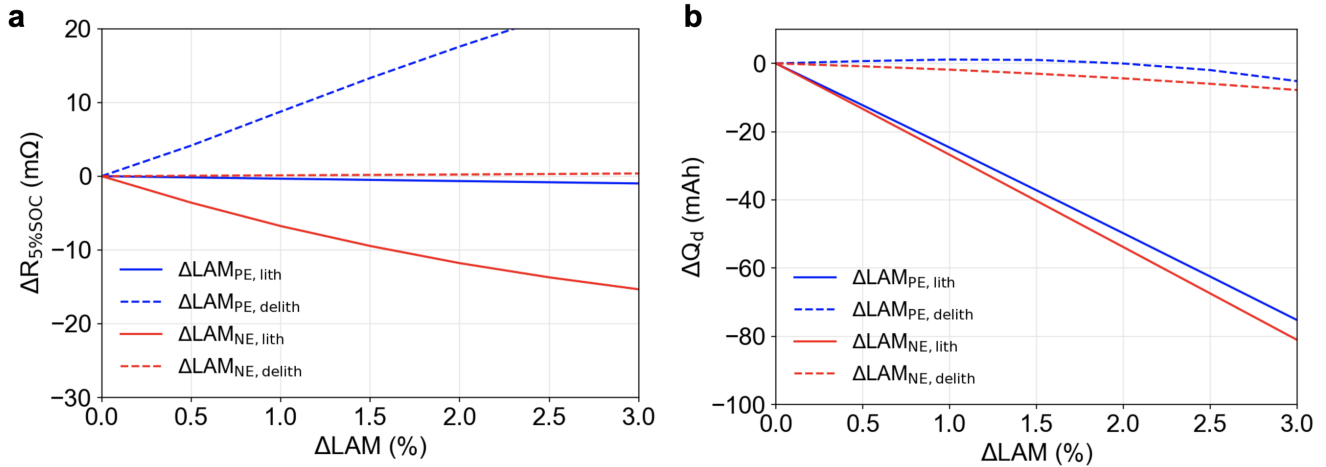 a
ΔR5%SOC (mΩ)
20
10
0
−10
−20
−30
ΔLAMPE, lith
ΔLAMPE, delith
ΔLAMNE, lith
ΔLAMNE, delith
0.0 0.5 1.0 1.5 2.0 2.5 3.0
ΔLAM (%)
b
ΔQd (mAh)
0
−20
−40
−60
−80
−100
ΔLAMPE, lith
ΔLAMPE, delith
ΔLAMNE, lith
ΔLAMNE, delith
0.0 0.5 1.0 1.5 2.0 2.5 3.0
ΔLAM (%)